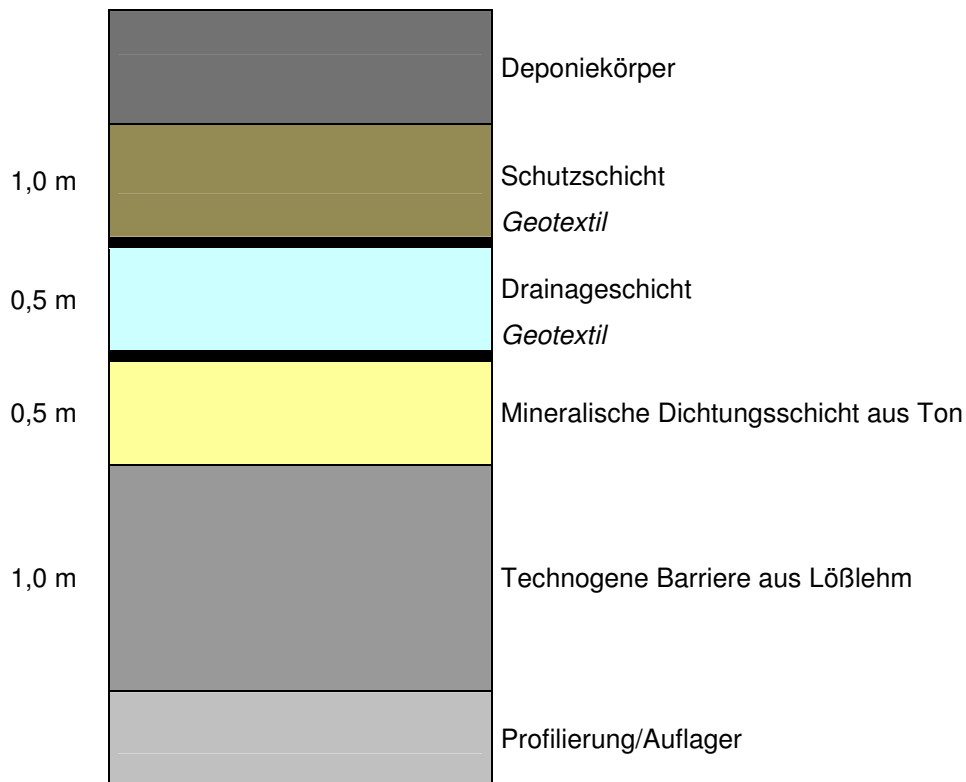 Deponiekörper
1,0 m
Schutzschicht
Geotextil
0,5 m
Drainageschicht
Geotextil
0,5 m
Mineralische Dichtungsschicht aus Ton
1,0 m
Technogene Barriere aus Lößlehm
Profilierung/Auflager